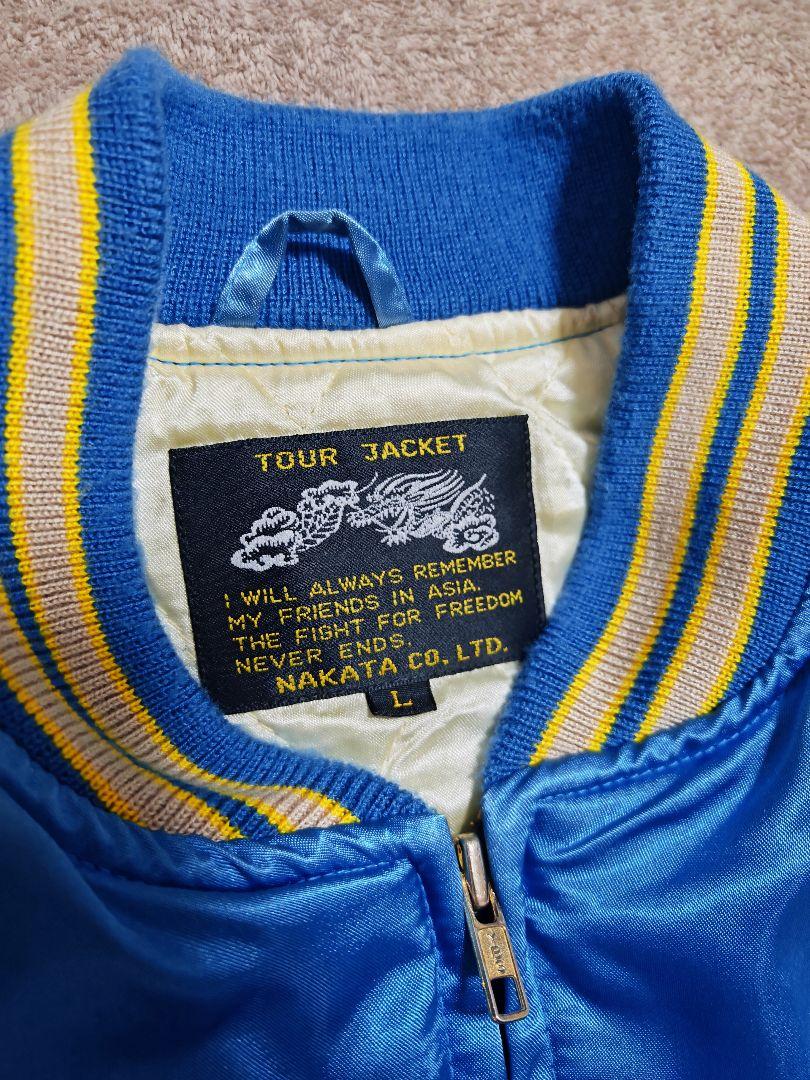 TOUR JACKET
I WILL ALWAYS REMEMBER
MY FRIENDS IN ASIA.
THE FIGHT FOR FREEDOM
NEVER ENDS.
NAKATA CO. LTD.
L